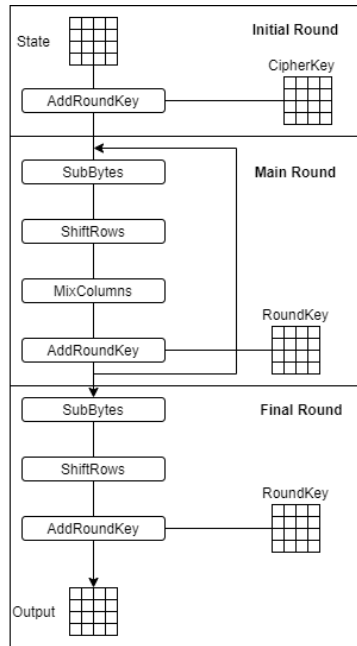 State
Initial Round
CipherKey
AddRoundKey
SubBytes
Main Round
ShiftRows
MixColumns
RoundKey
AddRoundKey
SubBytes
Final Round
ShiftRows
RoundKey
AddRoundKey
Output